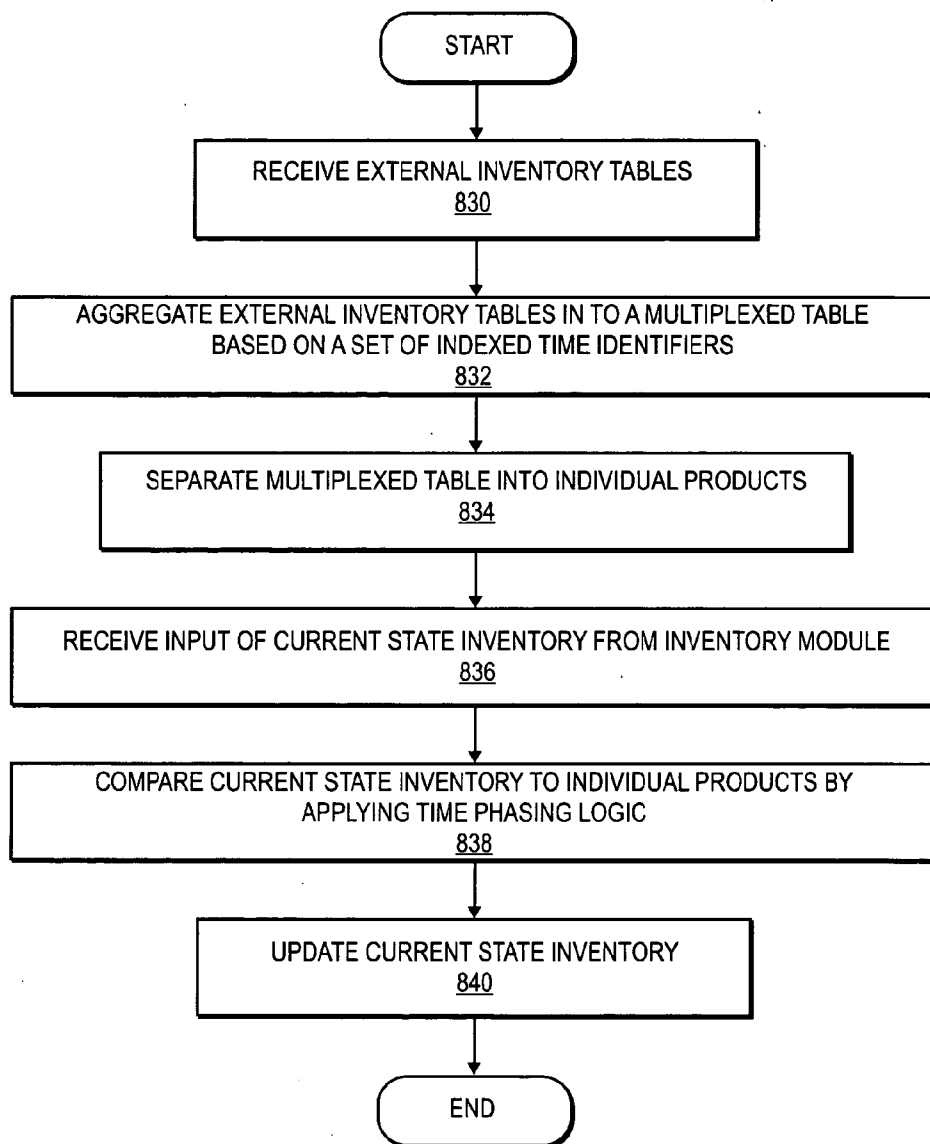 START
RECEIVE EXTERNAL INVENTORY TABLES
830
AGGREGATE EXTERNAL INVENTORY TABLES IN TO A MULTIPLEXED TABLE
BASED ON A SET OF INDEXED TIME IDENTIFIERS
832
SEPARATE MULTIPLEXED TABLE INTO INDIVIDUAL PRODUCTS
834
RECEIVE INPUT OF CURRENT STATE INVENTORY FROM INVENTORY MODULE
836
COMPARE CURRENT STATE INVENTORY TO INDIVIDUAL PRODUCTS BY
APPLYING TIME PHASING LOGIC
838
UPDATE CURRENT STATE INVENTORY
840
END